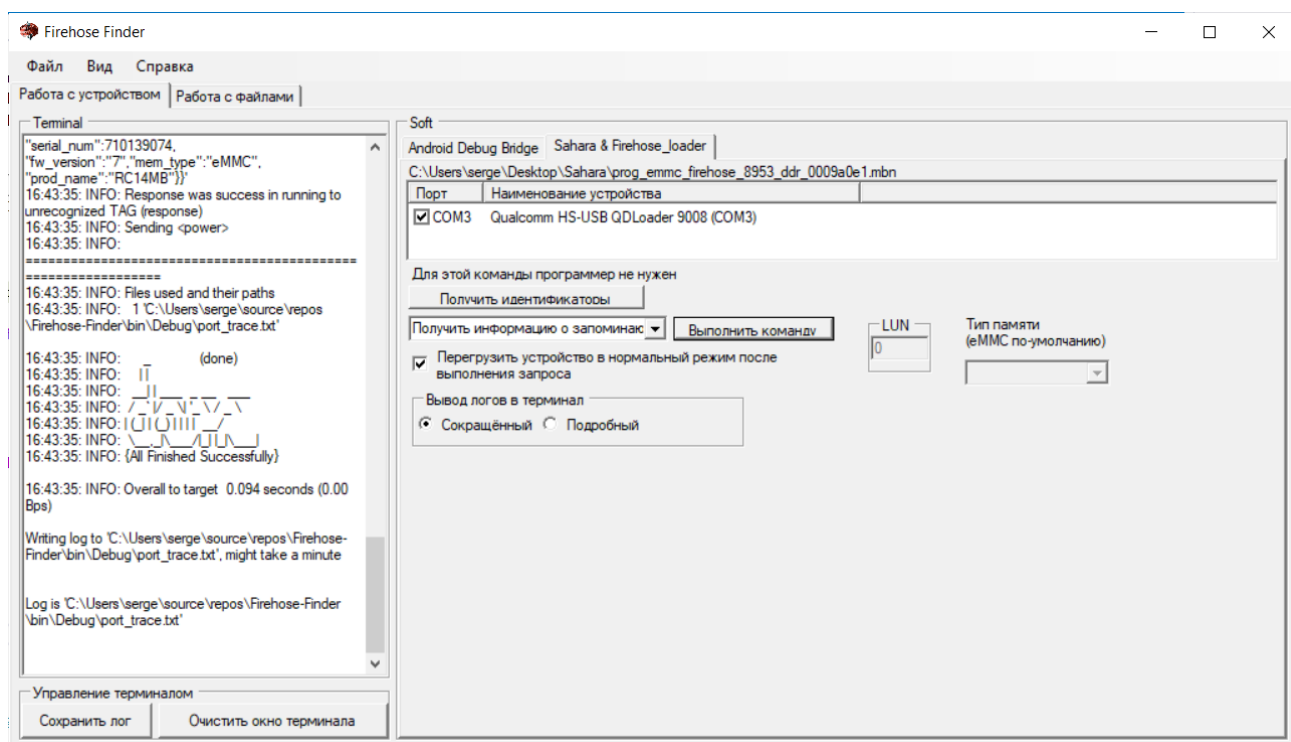 Firehose Finder
Файл Вид Справка
Работа с устройством Работа с файлами
Terminal
"serial_num":710139074,
"fw_version":"7","mem_type":"eMMC",
"prod_name":"RC14MB"}}'
16:43:35: INFO: Response was success in running to
unrecognized TAG (response)
16:43:35: INFO: Sending <power>
16:43:35: INFO:
============================================
==================
16:43:35: INFO: Files used and their paths
16:43:35: INFO:   1 'C:\Users\serge\source\repos
\Firehose-Finder\bin\Debug\port_trace.txt'
16:43:35: INFO:     _             (done)
16:43:35: INFO:    | |
16:43:35: INFO:   __| | ___  _ __   ___
16:43:35: INFO: / _` |/ _ \| '_ \ / _ \
16:43:35: INFO: | (_| | (_) | | | |  __/
16:43:35: INFO:  \__,_|\___/|_| |_|\___|
16:43:35: INFO: {All Finished Successfully}
16:43:35: INFO: Overall to target  0.094 seconds (0.00
Bps)
Writing log to 'C:\Users\serge\source\repos\Firehose-
Finder\bin\Debug\port_trace.txt', might take a minute
Log is 'C:\Users\serge\source\repos\Firehose-Finder
\bin\Debug\port_trace.txt'
Управление терминалом
Сохранить лог Очистить окно терминала
Soft
Android Debug Bridge Sahara & Firehose_loader
C:\Users\serge\Desktop\Sahara\prog_emmc_firehose_8953_ddr_0009a0e1.mbn
Порт Наименование устройства
COM3 Qualcomm HS-USB QDLoader 9008 (COM3)
Для этой команды программер не нужен
Получить идентификаторы
Получить информацию о запоминаю Выполнить команду
Перегрузить устройство в нормальный режим после
выполнения запроса
LUN
0
Тип памяти
(eMMC по-умолчанию)
Вывод логов в терминал
Сокращённый Подробный